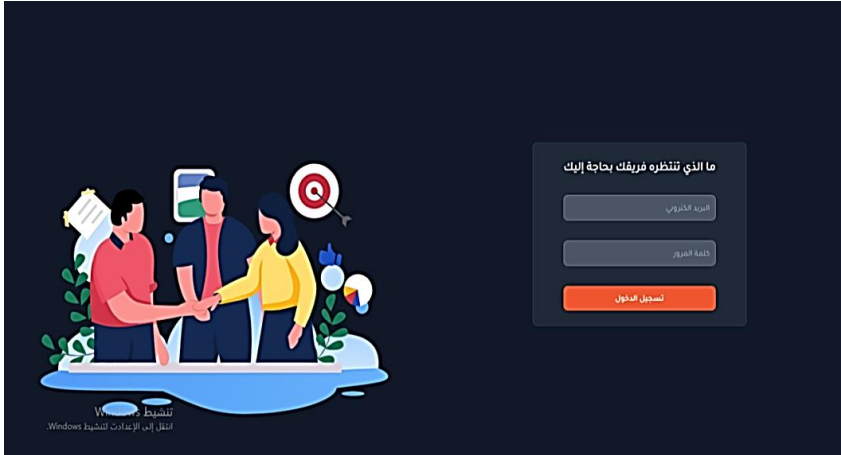 ما الذي تنتظره فريقك بحاجة إليك
البريد الكتروني
كلمة المرور
تسجيل الدخول
تنشيط Windows
انتقل إلى الإعدادات لتنشيط Windows.